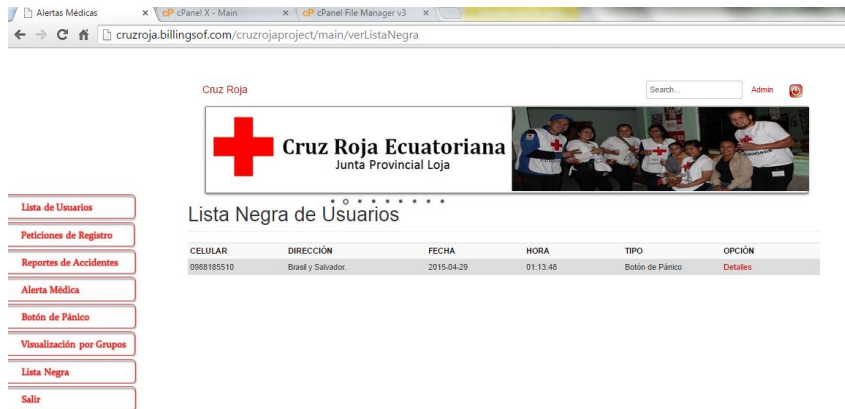 Alertas Médicas
cP cPanel X - Main
cP cPanel File Manager v3
cruzroja.billingsof.com/cruzrojaproject/main/verListaNegra
Cruz Roja
Search...
Admin
Cruz Roja Ecuatoriana
Junta Provincial Loja
Lista de Usuarios
Peticiones de Registro
Reportes de Accidentes
Alerta Médica
Botón de Pánico
Visualización por Grupos
Lista Negra
Salir
Lista Negra de Usuarios
CELULAR DIRECCIÓN FECHA HORA TIPO OPCIÓN
0988185510 Brasil y Salvador. 2015-04-29 01:13:48 Botón de Pánico Detalles